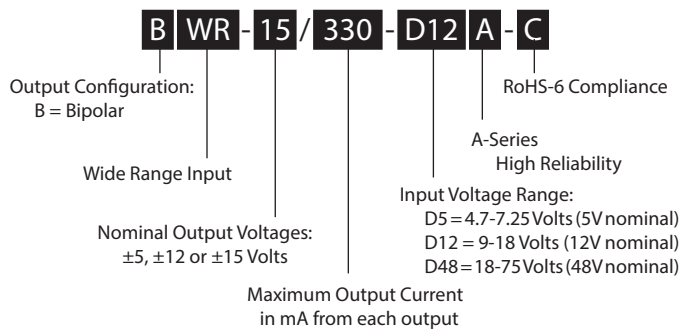 B WR - 15 / 330 - D12 A - C
Output Configuration:
B = Bipolar
Wide Range Input
Nominal Output Voltages:
±5, ±12 or ±15 Volts
Maximum Output Current
in mA from each output
RoHS-6 Compliance
A-Series
High Reliability
Input Voltage Range:
D5 = 4.7-7.25 Volts (5V nominal)
D12 = 9-18 Volts (12V nominal)
D48 = 18-75 Volts (48V nominal)